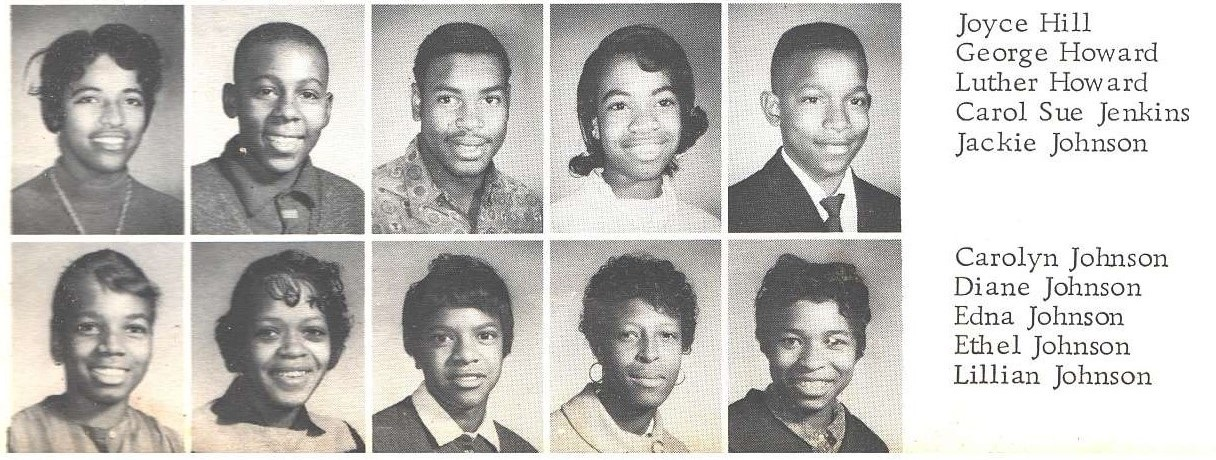 Joyce Hill
George Howard
Luther Howard
Carol Sue Jenkins
Jackie Johnson
Carolyn Johnson
Diane Johnson
Edna Johnson
Ethel Johnson
Lillian Johnson